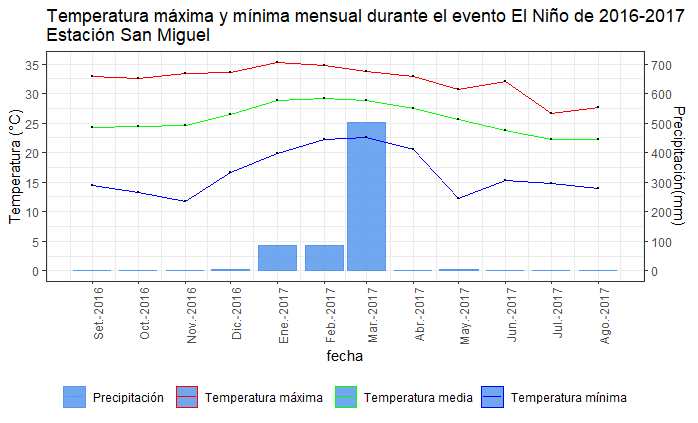 Temperatura máxima y mínima mensual durante el evento El Niño de 2016-2017
Estación San Miguel
Temperatura (°C)
35
30
25
20
15
10
5
0
700
600
500
400
300
200
100
0
Precipitación(mm)
Set.-2016
Oct.-2016
Nov.-2016
Dic.-2016
Ene.-2017
Feb.-2017
Mar.-2017
Abr.-2017
May.-2017
Jun.-2017
Jul.-2017
Ago.-2017
fecha
Precipitación
Temperatura máxima
Temperatura media
Temperatura mínima